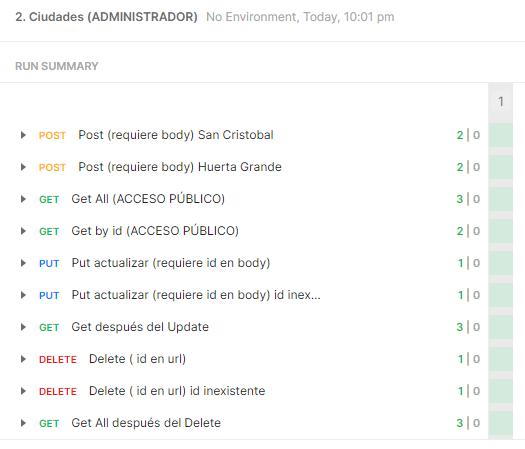 2. Ciudades (ADMINISTRADOR) No Environment, Today, 10:01 pm
RUN SUMMARY
1
POST Post (requiere body) San Cristobal 2 | 0
POST Post (requiere body) Huerta Grande 2 | 0
GET Get All (ACCESO PÚBLICO) 3 | 0
GET Get by id (ACCESO PÚBLICO) 2 | 0
PUT Put actualizar (requiere id en body) 1 | 0
PUT Put actualizar (requiere id en body) id inex... 1 | 0
GET Get después del Update 3 | 0
DELETE Delete ( id en url) 1 | 0
DELETE Delete ( id en url) id inexistente 1 | 0
GET Get All después del Delete 3 | 0